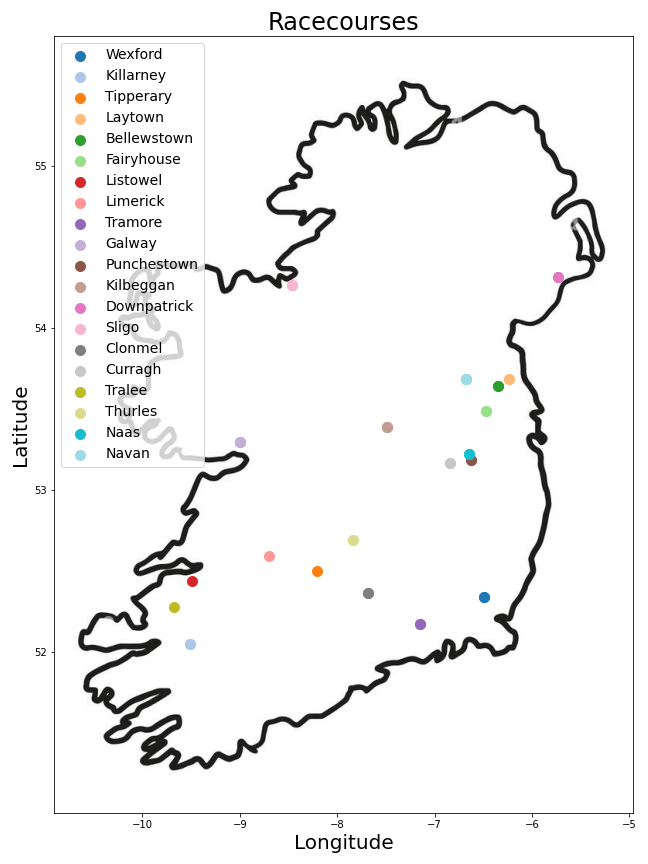 Racecourses
Wexford
Killarney
Tipperary
Laytown
Bellewstown
Fairyhouse
Listowel
Limerick
Tramore
Galway
Punchestown
Kilbeggan
Downpatrick
Sligo
Clonmel
Curragh
Tralee
Thurles
Naas
Navan
55
54
53
52
Latitude
−10 −9 −8 −7 −6 −5
Longitude